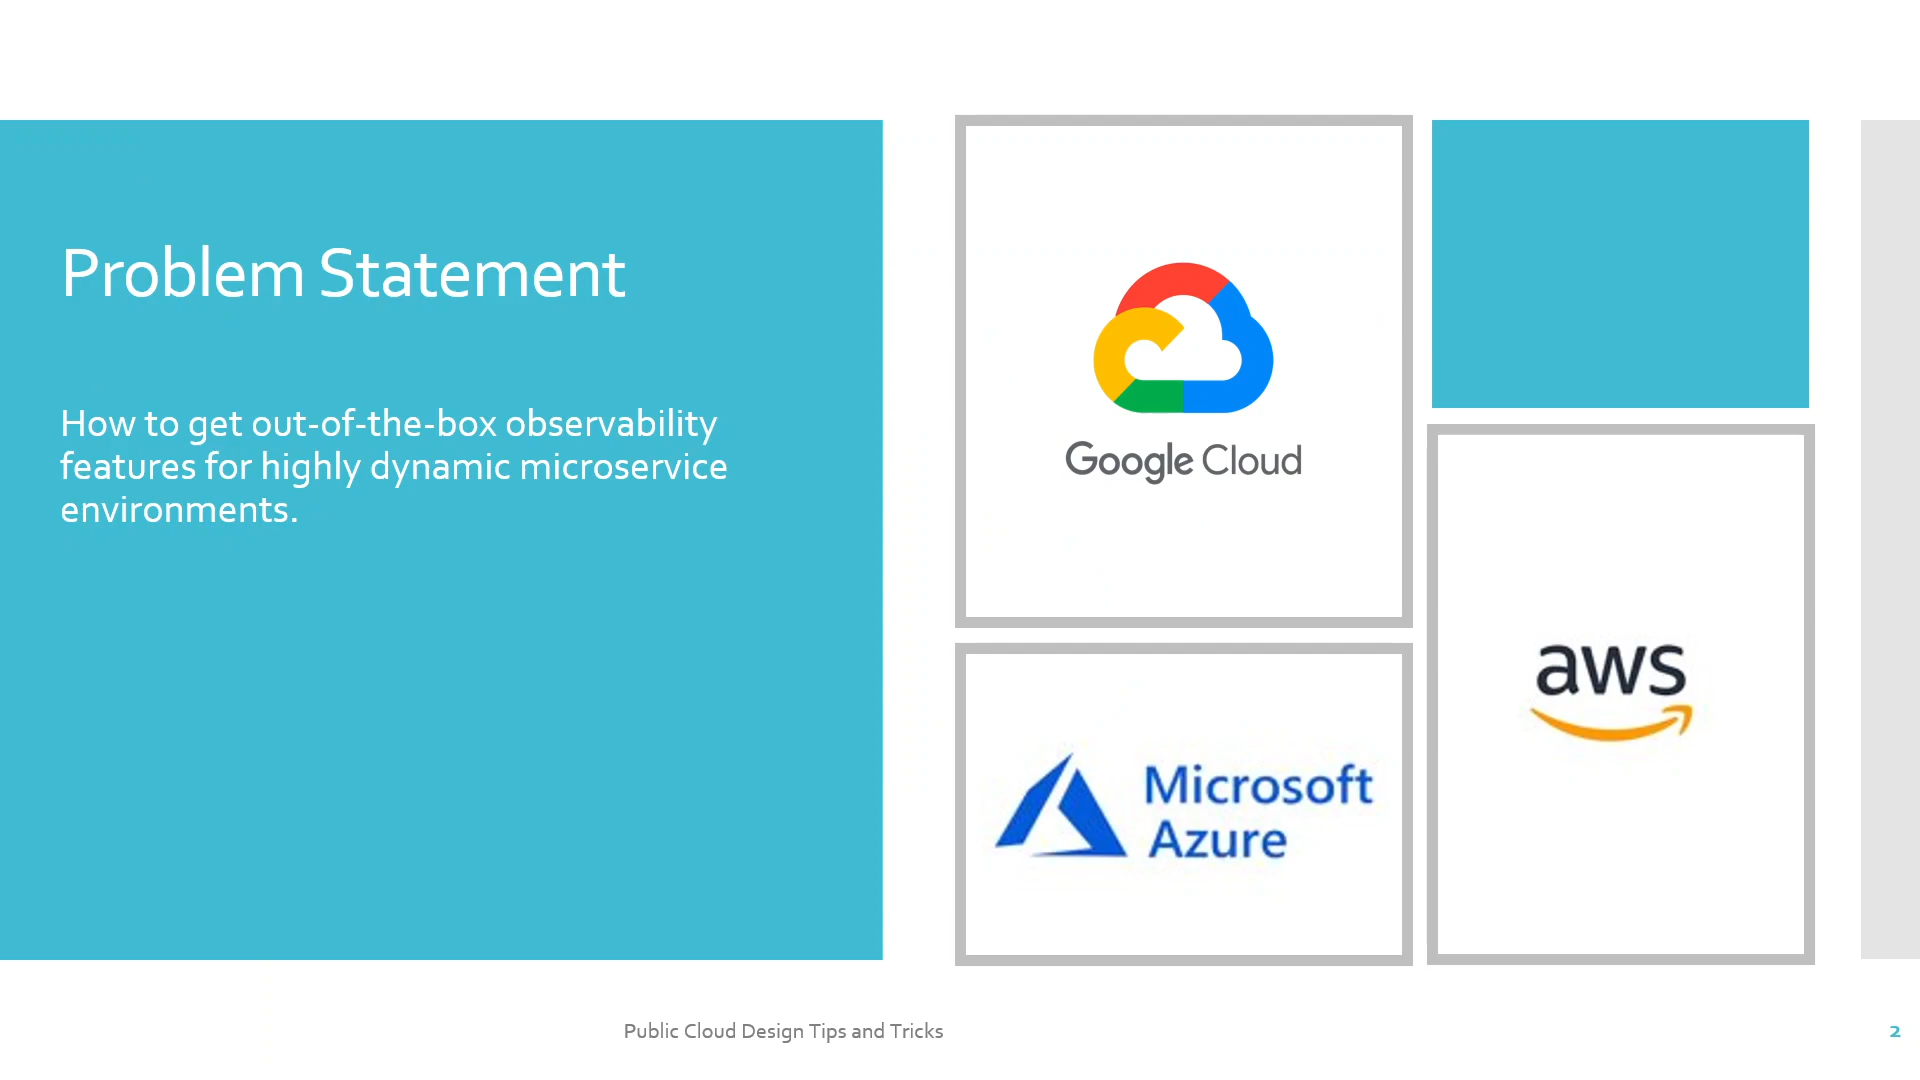 Problem Statement
How to get out-of-the-box observability
features for highly dynamic microservice
environments.
Google Cloud
Microsoft
Azure
aws
Public Cloud Design Tips and Tricks
2